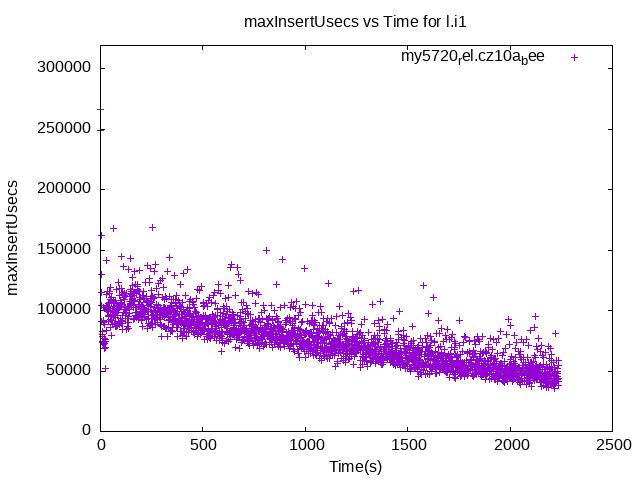 maxInsertUsecs vs Time for l.i1
my5720rel.cz10abee
300000
250000
200000
150000
100000
50000
0
maxInsertUsecs
0 500 1000 1500 2000 2500
Time(s)